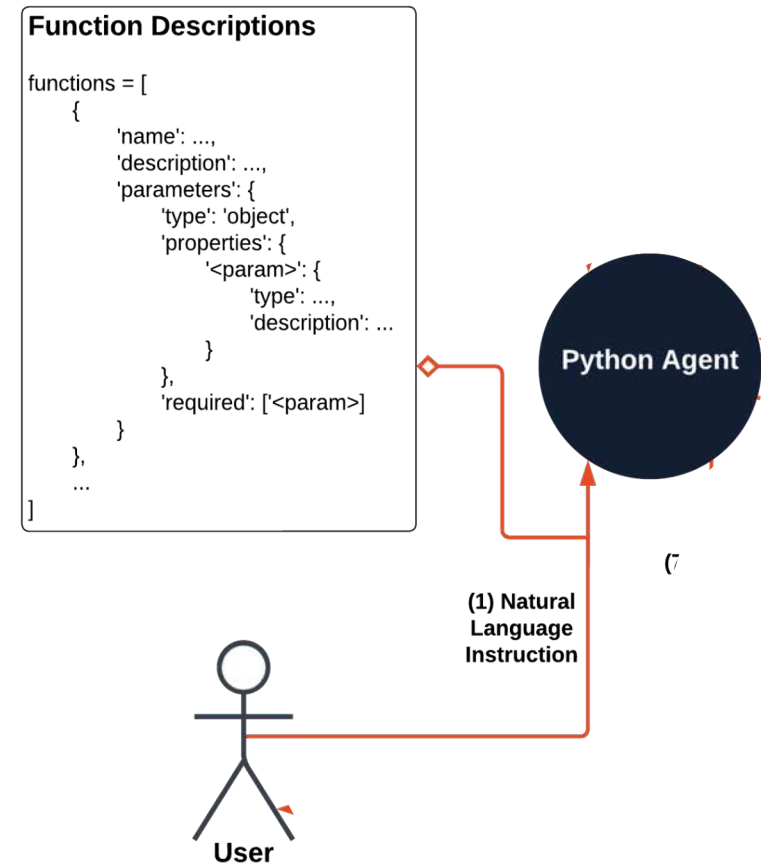 Function Descriptions
functions = [
{
'name': ...,
'description': ...,
'parameters': {
'type': 'object',
'properties': {
'<param>': {
'type': ...,
'description': ...
}
},
'required': ['<param>]
}
},
...
]
Python Agent
(1) Natural
Language
Instruction
User